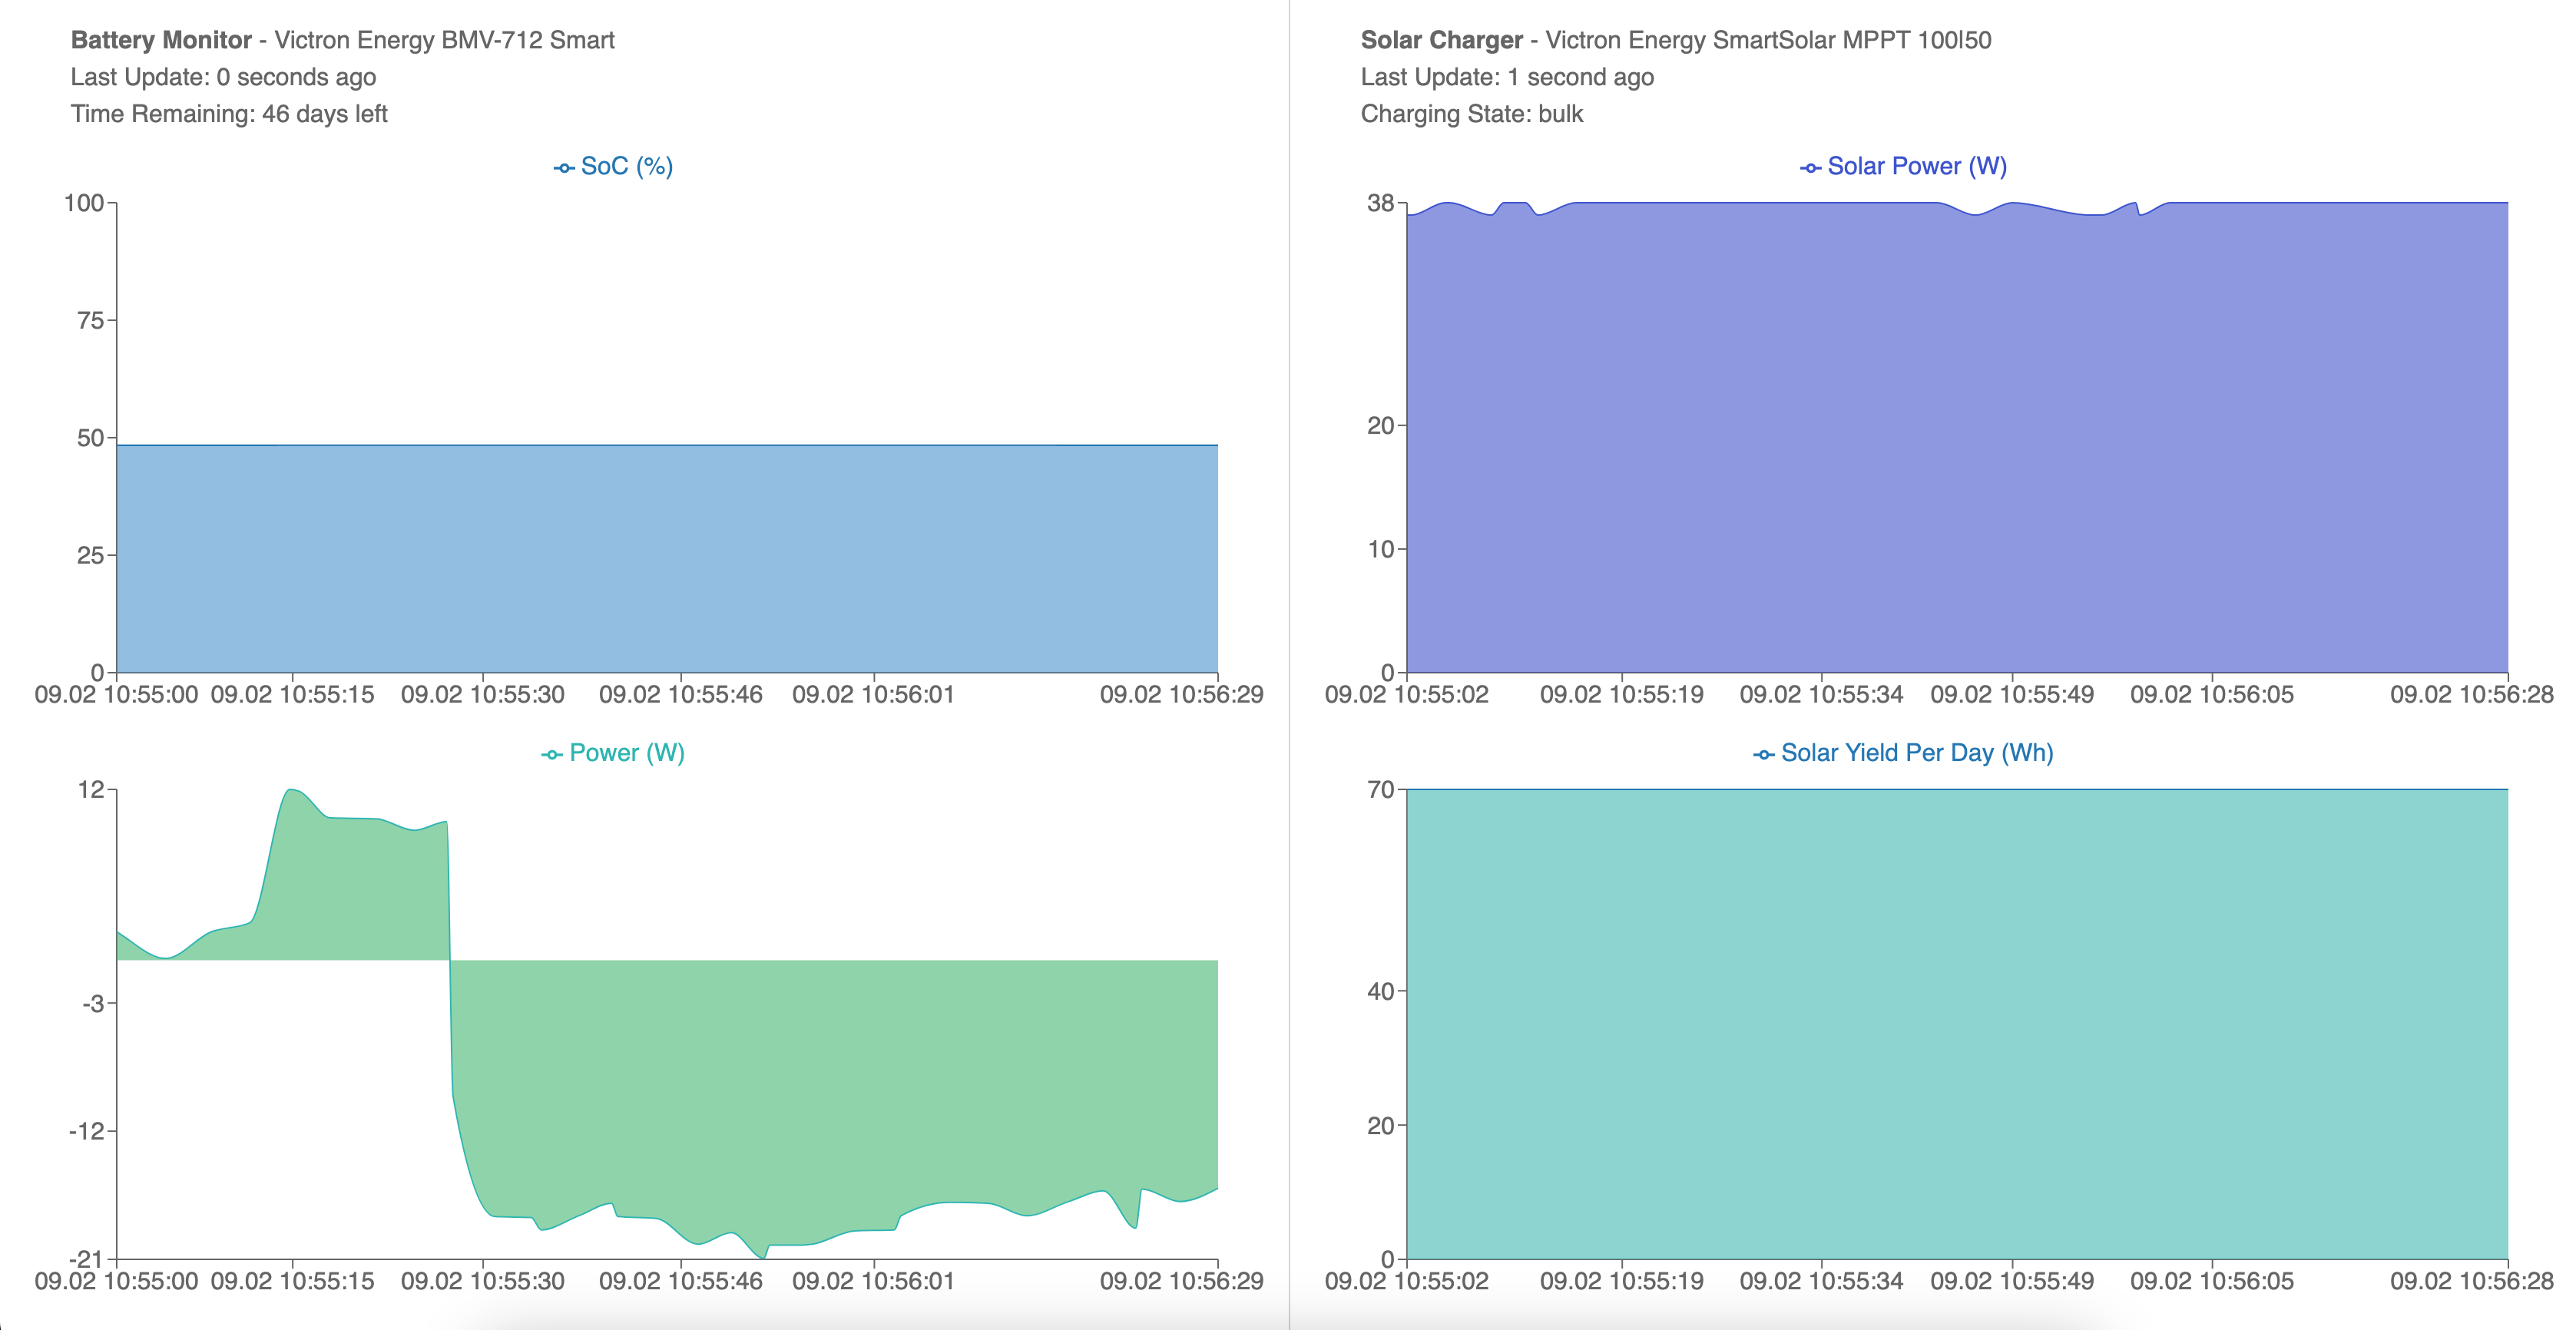 Battery Monitor - Victron Energy BMV-712 Smart
Last Update: 0 seconds ago
Time Remaining: 46 days left
SoC (%)
100
75
50
25
0
09.02 10:55:00 09.02 10:55:15 09.02 10:55:30 09.02 10:55:46 09.02 10:56:01 09.02 10:56:29
Power (W)
12
-3
-12
-21
09.02 10:55:00 09.02 10:55:15 09.02 10:55:30 09.02 10:55:46 09.02 10:56:01 09.02 10:56:29
Solar Charger - Victron Energy SmartSolar MPPT 100|50
Last Update: 1 second ago
Charging State: bulk
Solar Power (W)
38
20
10
0
09.02 10:55:02 09.02 10:55:19 09.02 10:55:34 09.02 10:55:49 09.02 10:56:05 09.02 10:56:28
Solar Yield Per Day (Wh)
70
40
20
0
09.02 10:55:02 09.02 10:55:19 09.02 10:55:34 09.02 10:55:49 09.02 10:56:05 09.02 10:56:28